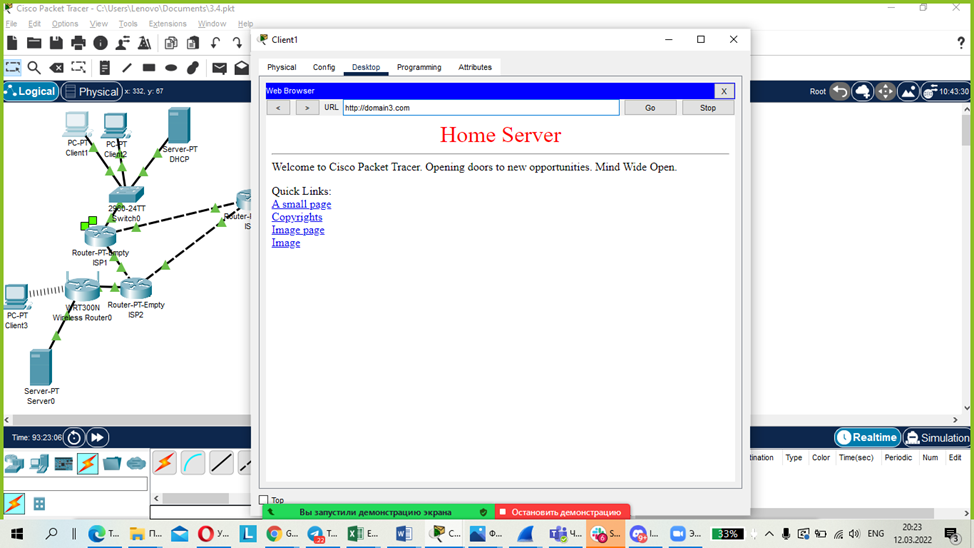 Cisco Packet Tracer - C:\Users\Lenovo\Documents\3.4.pkt
File Edit Options View Tools Extensions Window Help
Client1
Physical Config Desktop Programming Attributes
Logical Physical x: 332, y: 67
Root 10:43:30
Web Browser X
< > URL http://domain3.com Go Stop
Home Server
Welcome to Cisco Packet Tracer. Opening doors to new opportunities. Mind Wide Open.
Quick Links:
A small page
Copyrights
Image page
Image
PC-PT
Client1
PC-PT
Client2
Server-PT
DHCP
2960-24TT
Switch0
Router-PT-Empty
ISP1
WRT300N
Wireless Router0
Router-PT-Empty
ISP2
PC-PT
Client3
Server-PT
Server0
Time: 93:23:06
Realtime Simulation
Type Color Time(sec) Periodic Num Edit
Top
Вы запустили демонстрацию экрана
Остановить демонстрацию
33%
ENG
20:23
12.03.2022